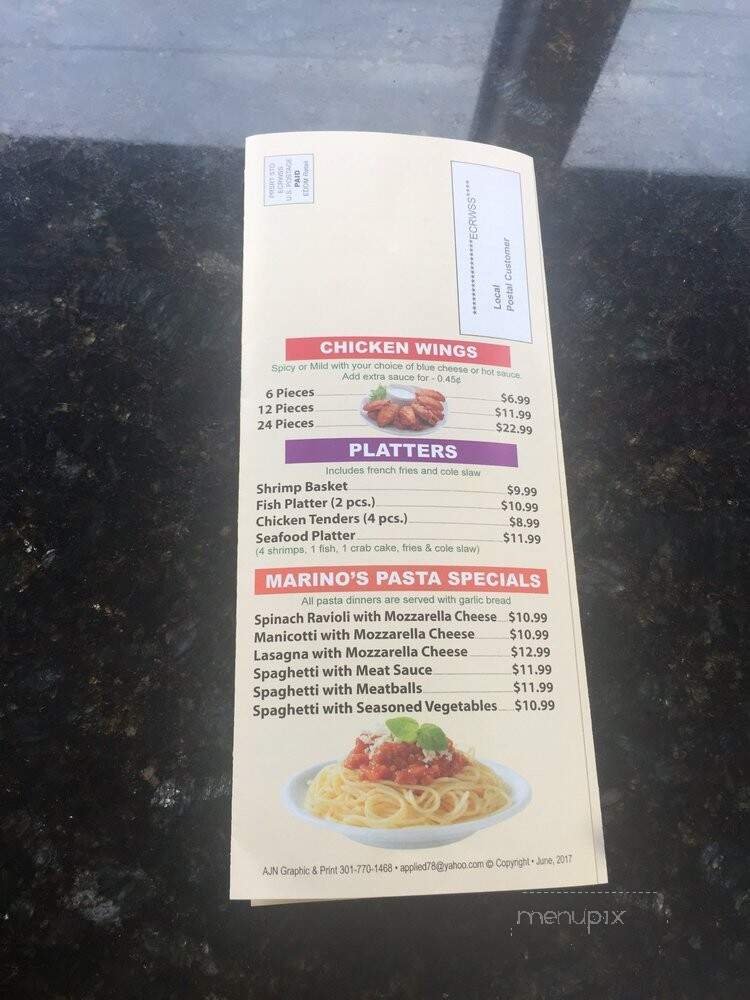 PRSRT STD
ECRWSS
U.S. POSTAGE
PAID
EDDM Retail
******************ECRWSS****
Local
Postal Customer
CHICKEN WINGS
Spicy or Mild with your choice of blue cheese or hot sauce.
Add extra sauce for - 0.45¢
6 Pieces $6.99
12 Pieces $11.99
24 Pieces $22.99
PLATTERS
Includes french fries and cole slaw
Shrimp Basket $9.99
Fish Platter (2 pcs.) $10.99
Chicken Tenders (4 pcs.) $8.99
Seafood Platter $11.99
(4 shrimps, 1 fish, 1 crab cake, fries & cole slaw)
MARINO'S PASTA SPECIALS
All pasta dinners are served with garlic bread
Spinach Ravioli with Mozzarella Cheese $10.99
Manicotti with Mozzarella Cheese $10.99
Lasagna with Mozzarella Cheese $12.99
Spaghetti with Meat Sauce $11.99
Spaghetti with Meatballs $11.99
Spaghetti with Seasoned Vegetables $10.99
AJN Graphic & Print 301-770-1468 • applied78@yahoo.com © Copyright • June, 2017
menupix